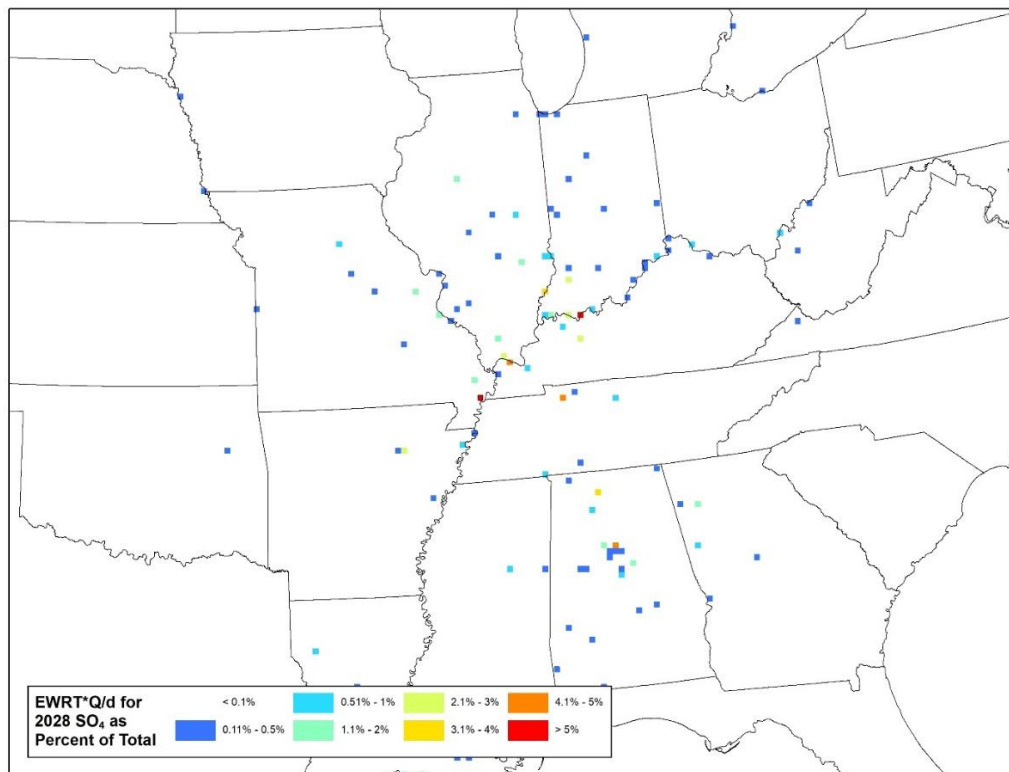 EWRT*Q/d for
2028 SO₄ as
Percent of Total
< 0.1%
0.11% - 0.5%
0.51% - 1%
1.1% - 2%
2.1% - 3%
3.1% - 4%
4.1% - 5%
> 5%